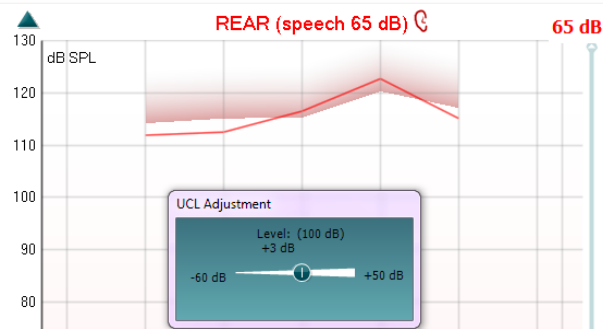 REAR (speech 65 dB)
65 dB
130
dB SPL
120
110
100
90
80
UCL Adjustment
Level: (100 dB)
+3 dB
-60 dB
+50 dB